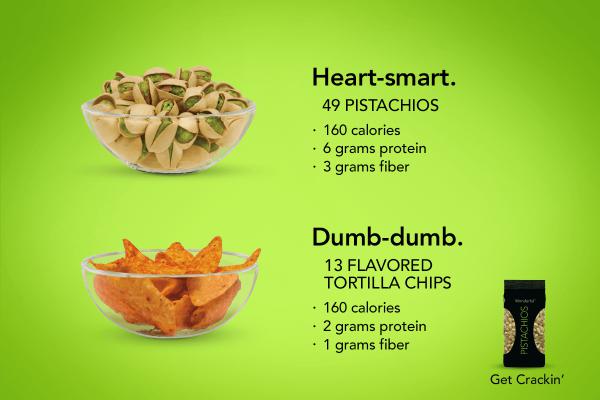 Heart-smart.
49 PISTACHIOS
· 160 calories
· 6 grams protein
· 3 grams fiber
Dumb-dumb.
13 FLAVORED
TORTILLA CHIPS
· 160 calories
· 2 grams protein
· 1 grams fiber
Wonderful
PISTACHIOS
Get Crackin’